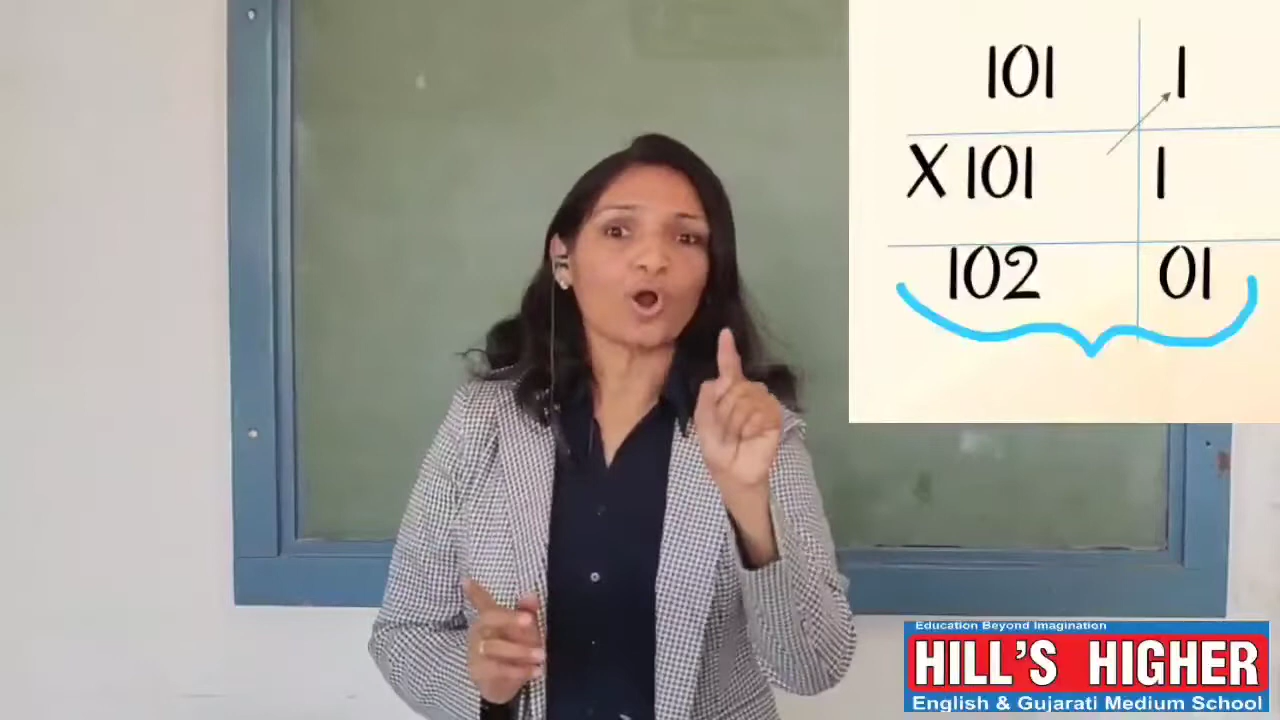 101 1
X 101 1
102 01
Education Beyond Imagination
HILL'S HIGHER
English & Gujarati Medium School